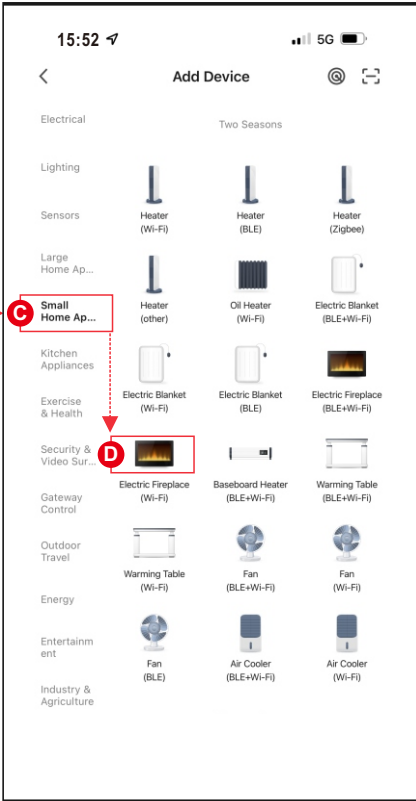 15:52
5G
Add Device
Electrical
Lighting
Sensors
Large
Home Ap...
C
Small
Home Ap...
Kitchen
Appliances
Exercise
& Health
Security &
Video Sur...
Gateway
Control
Outdoor
Travel
Energy
Entertainm
ent
Industry &
Agriculture
Two Seasons
Heater
(Wi-Fi)
Heater
(BLE)
Heater
(Zigbee)
Heater
(other)
Oil Heater
(Wi-Fi)
Electric Blanket
(BLE+Wi-Fi)
Electric Blanket
(Wi-Fi)
Electric Blanket
(BLE)
Electric Fireplace
(BLE+Wi-Fi)
D
Electric Fireplace
(Wi-Fi)
Baseboard Heater
(BLE+Wi-Fi)
Warming Table
(BLE+Wi-Fi)
Warming Table
(Wi-Fi)
Fan
(BLE+Wi-Fi)
Fan
(Wi-Fi)
Fan
(BLE)
Air Cooler
(BLE+Wi-Fi)
Air Cooler
(Wi-Fi)